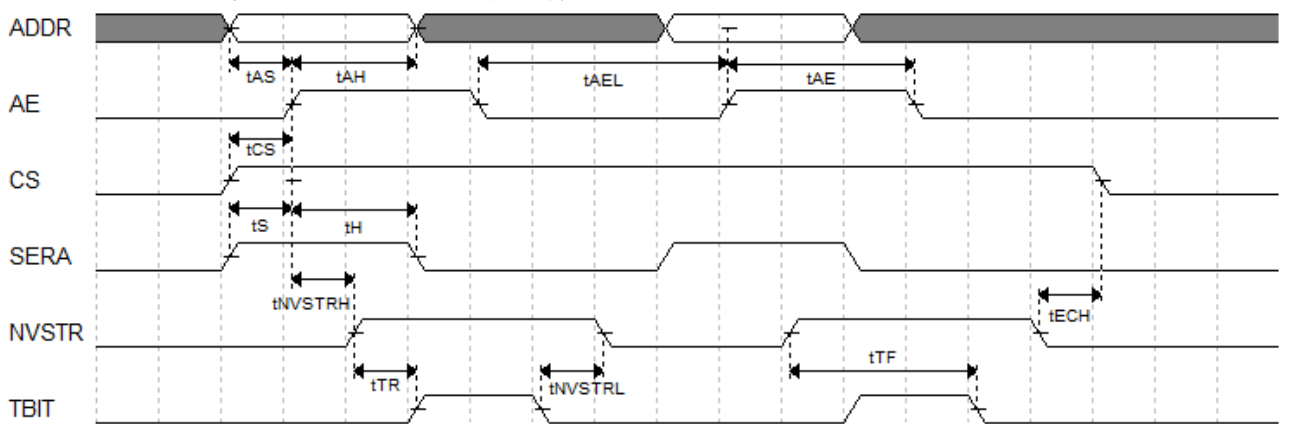 ADDR
tAS
tAH
tAEL
tAE
AE
tCS
CS
tS
tH
SERA
tNVSTRH
tECH
NVSTR
tTF
tTR
tNVSTRL
TBIT